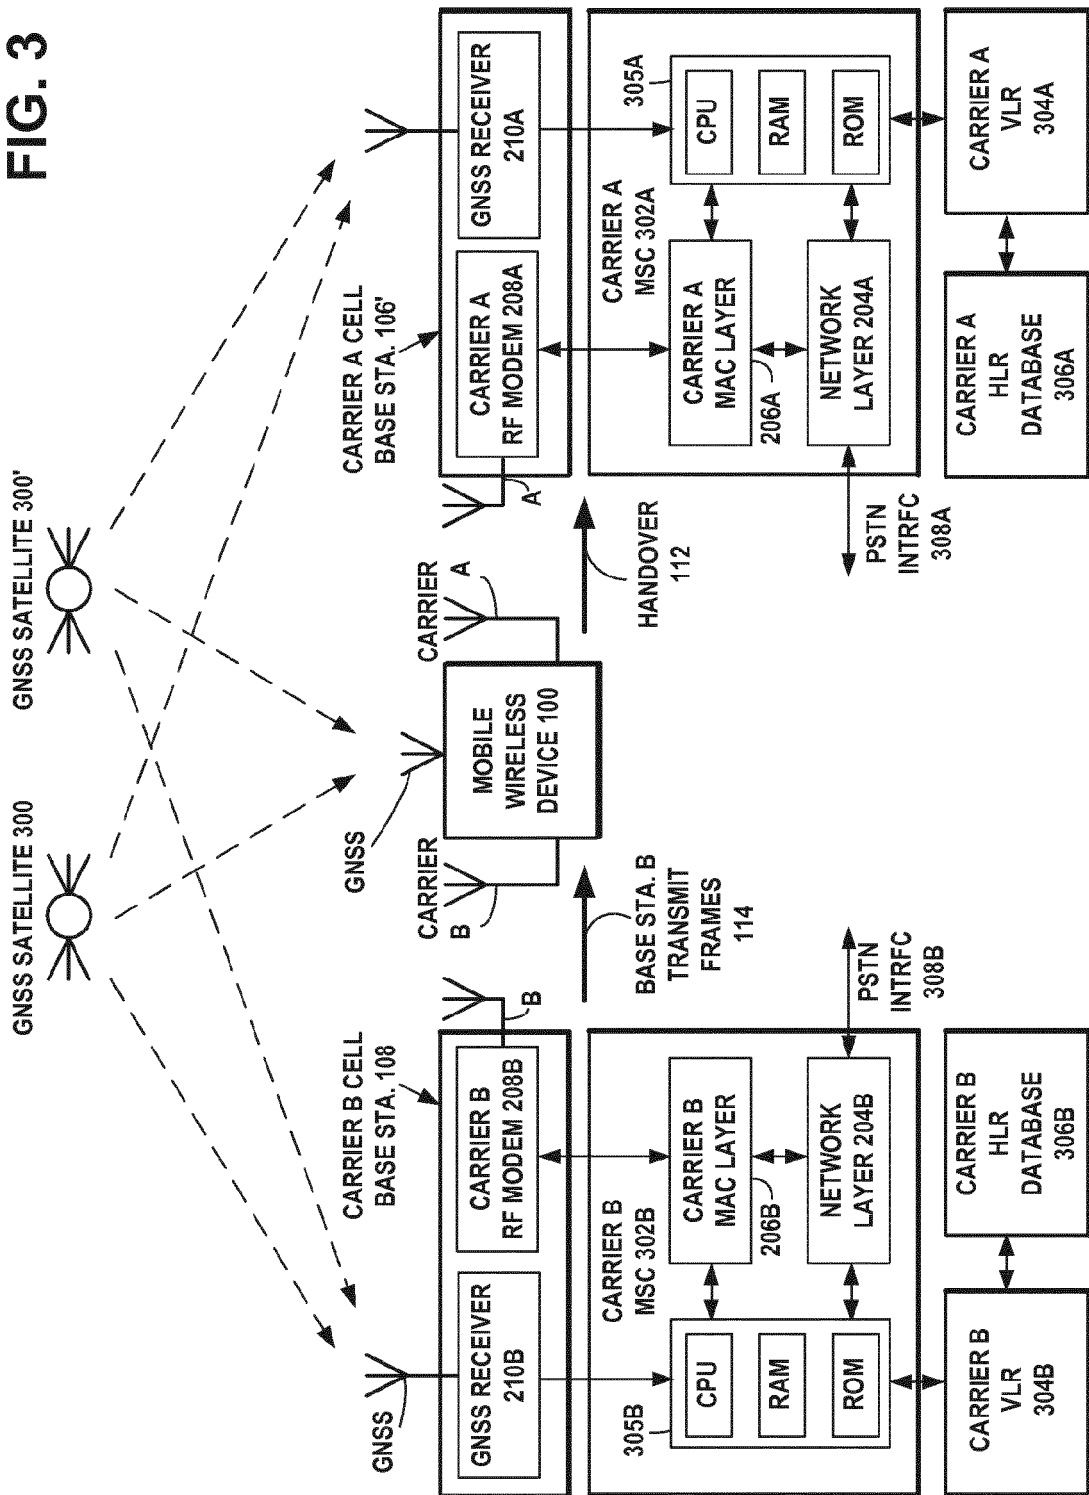 FIG. 3
GNSS SATELLITE 300
GNSS SATELLITE 300'
GNSS
CARRIER B CELL
BASE STA. 108
GNSS RECEIVER
210B
CARRIER B
RF MODEM 208B
B
CARRIER
B
GNSS
MOBILE
WIRELESS
DEVICE 100
CARRIER
A
CARRIER A CELL
BASE STA. 106'
A
CARRIER A
RF MODEM 208A
GNSS RECEIVER
210A
BASE STA. B
TRANSMIT
FRAMES
114
HANDOVER
112
305B
CPU
RAM
ROM
CARRIER B
MSC 302B
CARRIER B
MAC LAYER
206B
NETWORK
LAYER 204B
PSTN
INTRFC
308B
CARRIER A
MSC 302A
CARRIER A
MAC LAYER
206A
NETWORK
LAYER 204A
PSTN
INTRFC
308A
305A
CPU
RAM
ROM
CARRIER B
VLR
304B
CARRIER B
HLR
DATABASE
306B
CARRIER A
HLR
DATABASE
306A
CARRIER A
VLR
304A